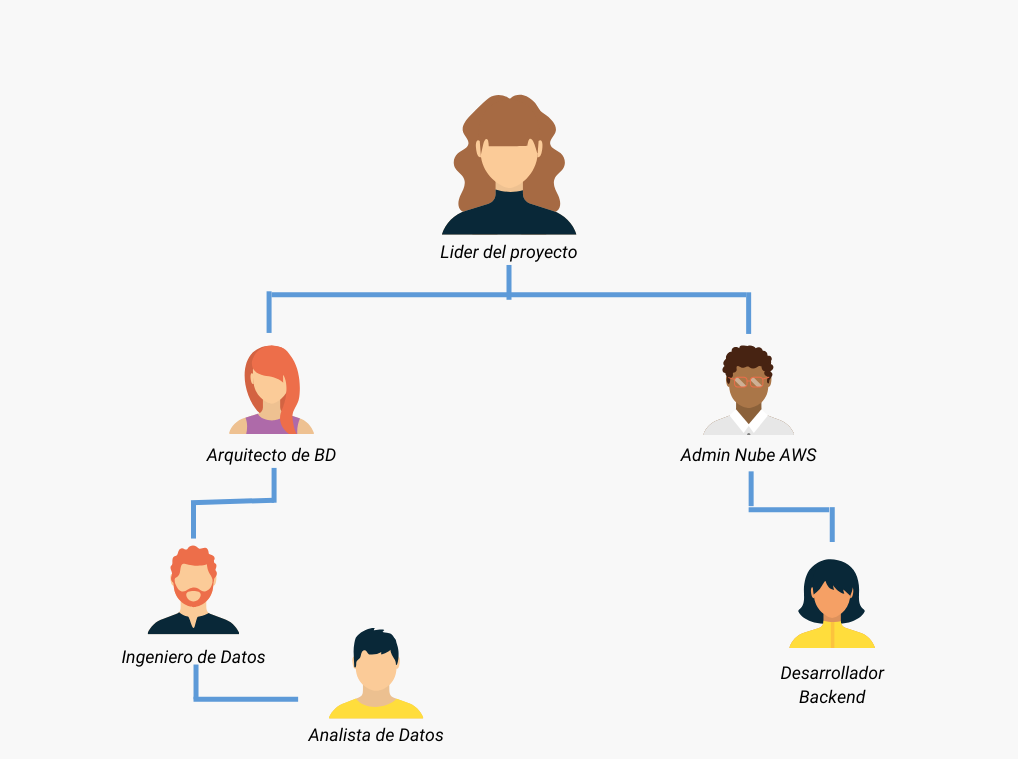 Lider del proyecto
Arquitecto de BD
Admin Nube AWS
Ingeniero de Datos
Desarrollador
Backend
Analista de Datos